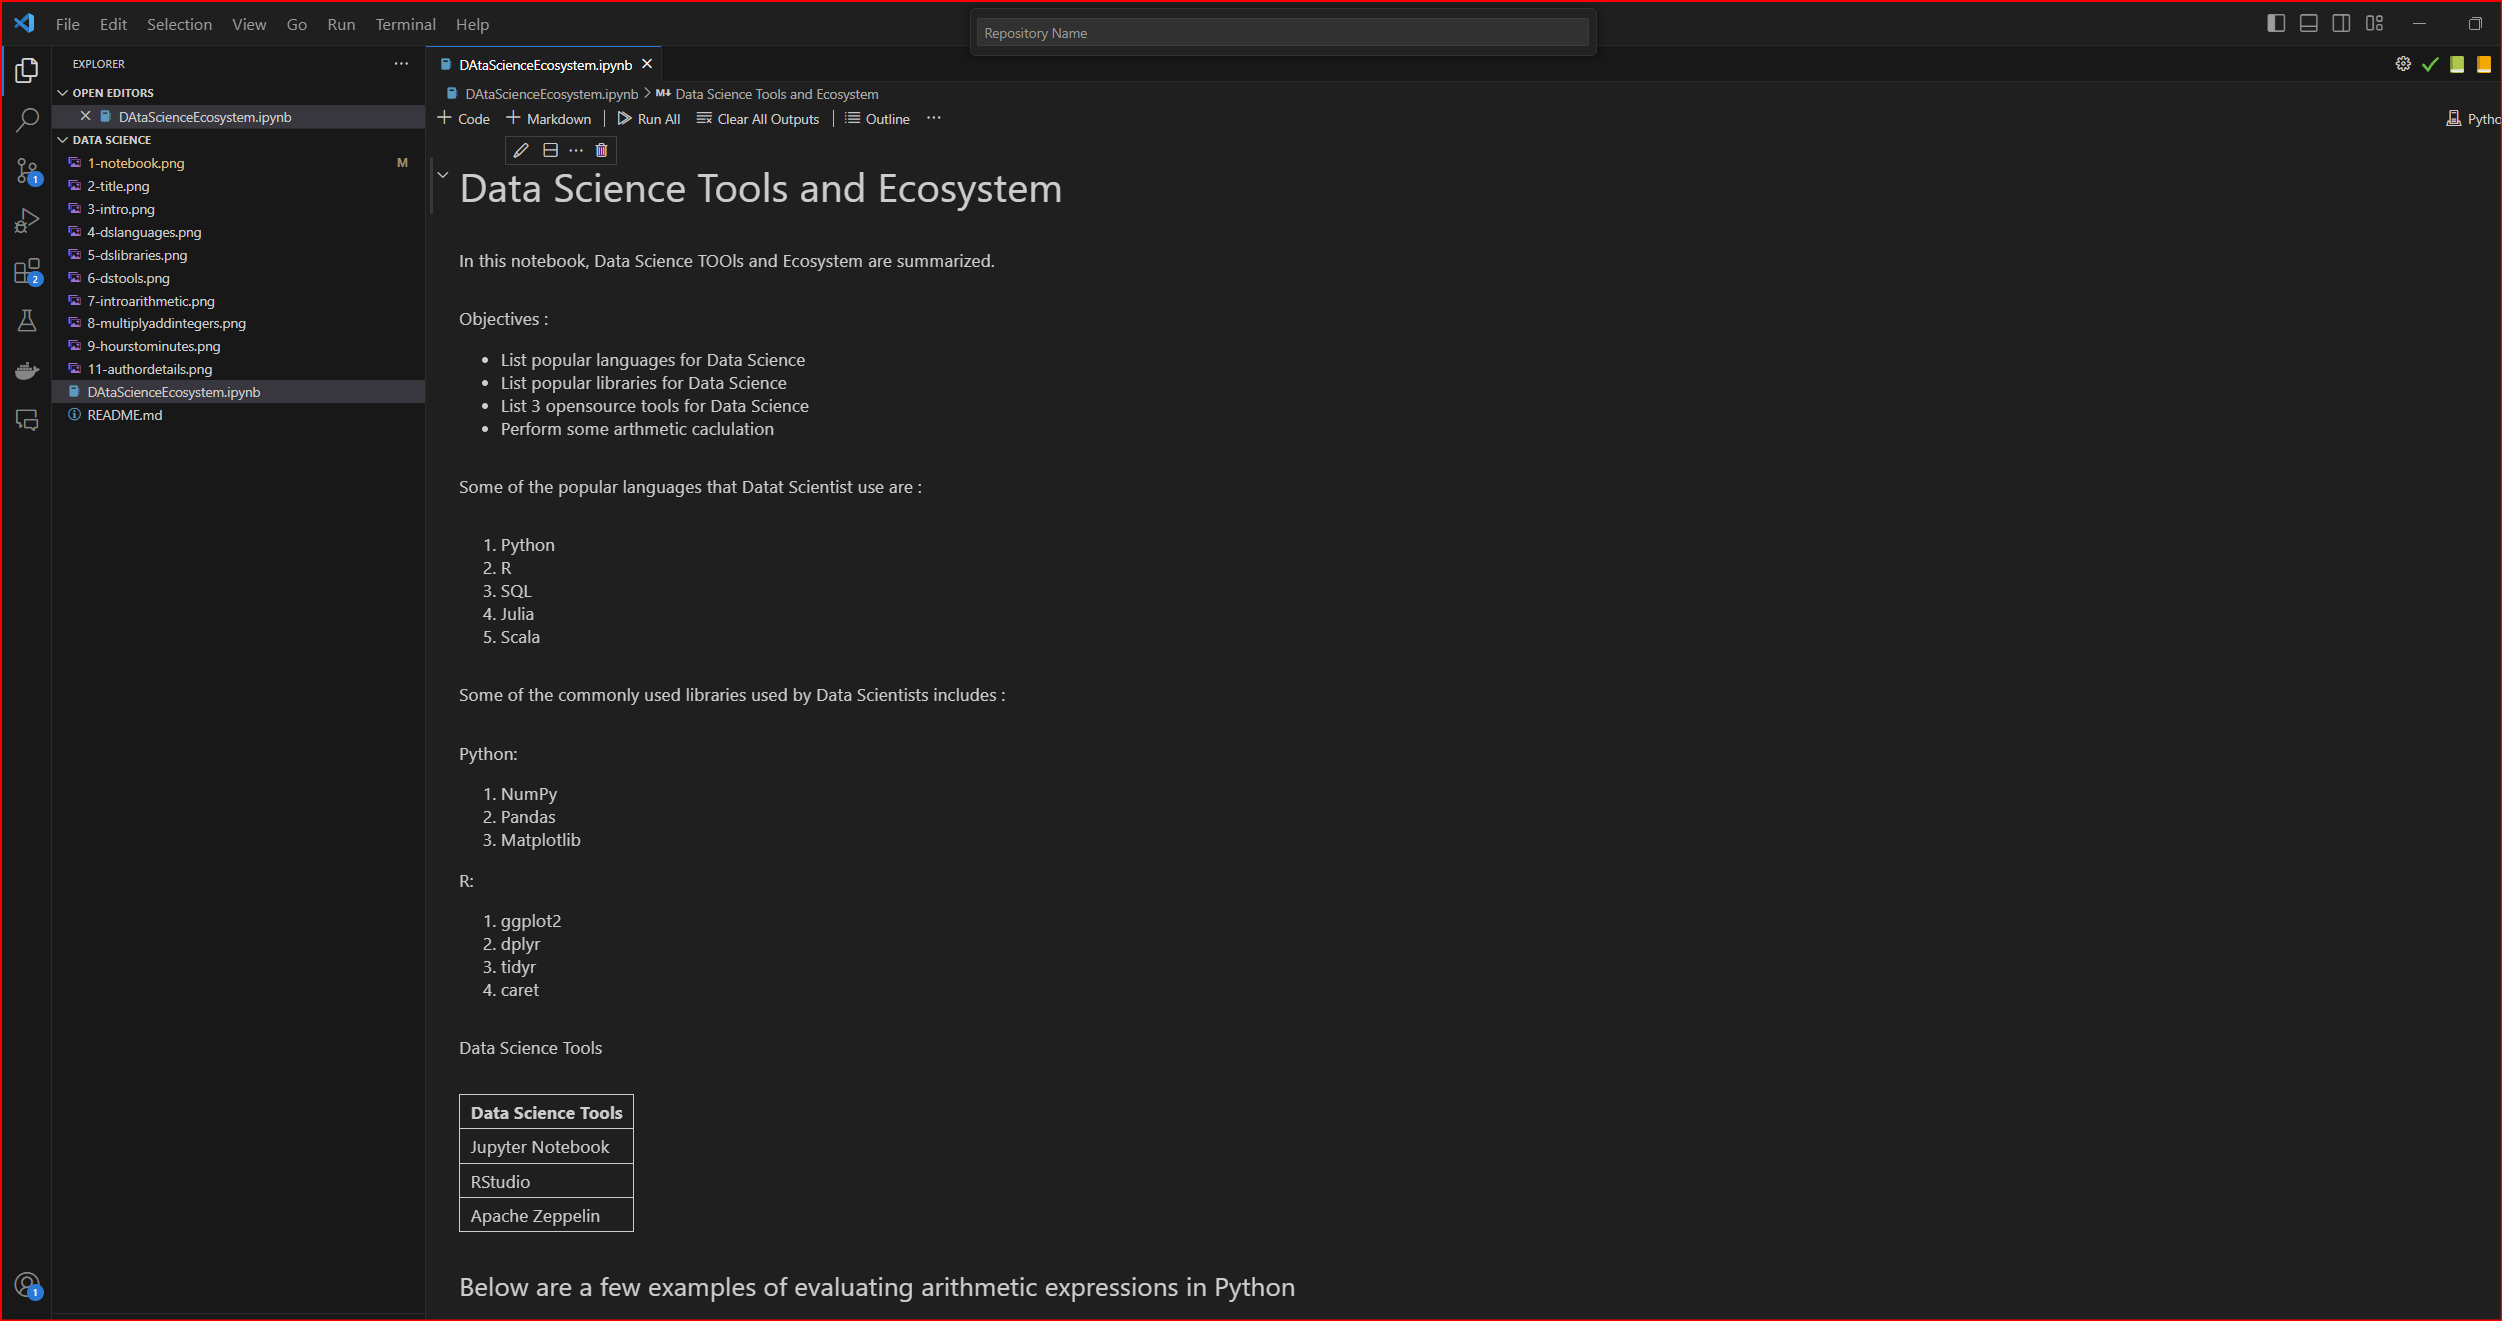 File Edit Selection View Go Run Terminal Help
Repository Name
EXPLORER
OPEN EDITORS
DAtaScienceEcosystem.ipynb
DATA SCIENCE
1-notebook.png M
2-title.png
3-intro.png
4-dslanguages.png
5-dslibraries.png
6-dstools.png
7-introarithmetic.png
8-multiplyaddintegers.png
9-hourstominutes.png
11-authordetails.png
DAtaScienceEcosystem.ipynb
README.md
1
2
1
DAtaScienceEcosystem.ipynb
DAtaScienceEcosystem.ipynb > M Data Science Tools and Ecosystem
+ Code + Markdown | Run All Clear All Outputs | Outline ...
Pytho
Data Science Tools and Ecosystem
In this notebook, Data Science TOOls and Ecosystem are summarized.
Objectives :
• List popular languages for Data Science
• List popular libraries for Data Science
• List 3 opensource tools for Data Science
• Perform some arthmetic caclulation
Some of the popular languages that Datat Scientist use are :
1. Python
2. R
3. SQL
4. Julia
5. Scala
Some of the commonly used libraries used by Data Scientists includes :
Python:
1. NumPy
2. Pandas
3. Matplotlib
R:
1. ggplot2
2. dplyr
3. tidyr
4. caret
Data Science Tools
Data Science Tools
Jupyter Notebook
RStudio
Apache Zeppelin
Below are a few examples of evaluating arithmetic expressions in Python